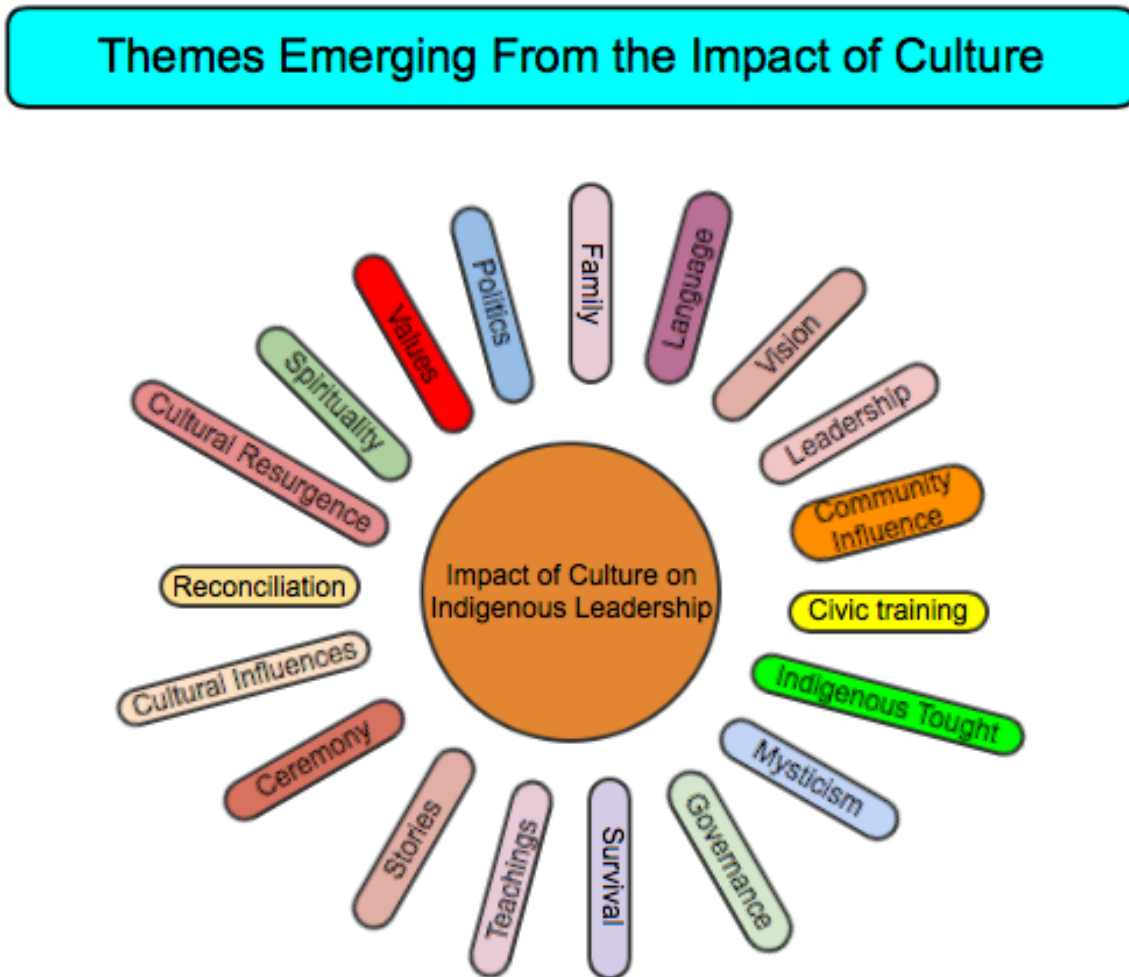 Themes Emerging From the Impact of Culture
Family
Language
Vision
Leadership
Community
Influence
Civic training
Indigenous Tought
Mysticism
Governance
Survival
Teachings
Stories
Ceremony
Cultural Influences
Reconciliation
Cultural Resurgence
Spirituality
Values
Politics
Impact of Culture on
Indigenous Leadership